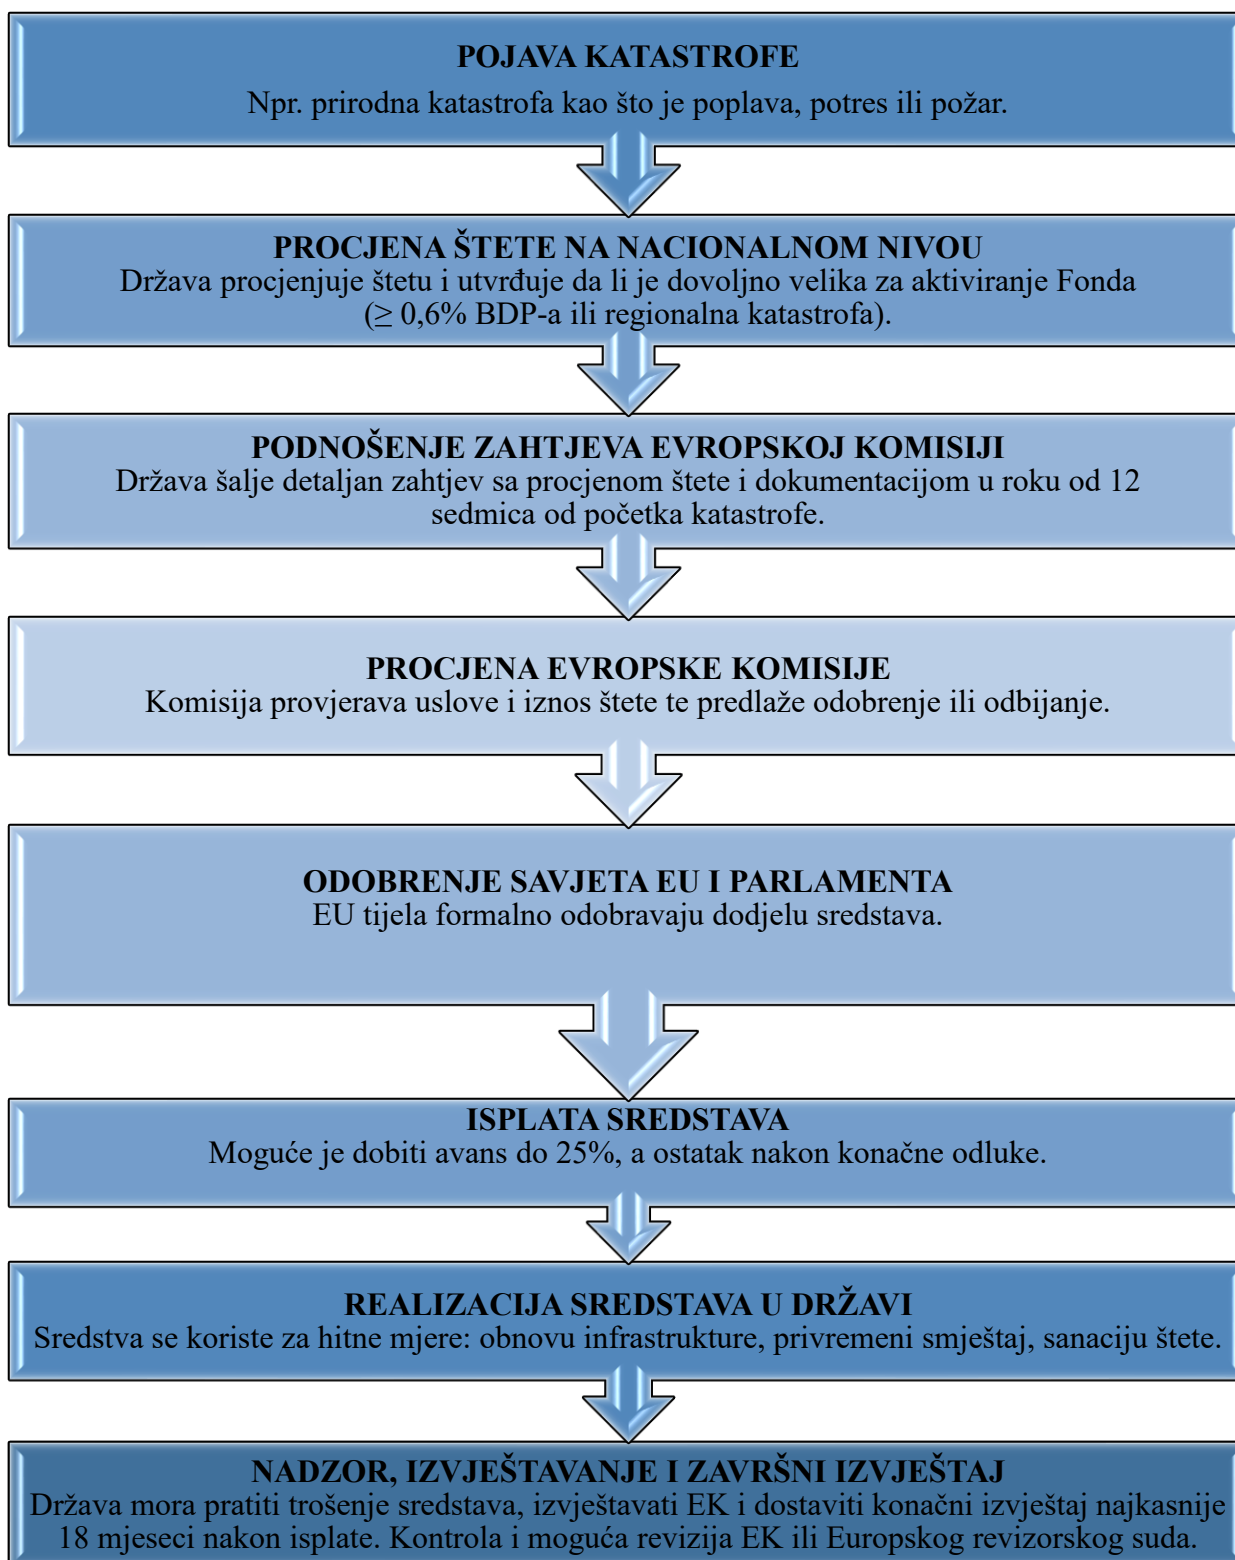 POJAVA KATASTROFE
Npr. prirodna katastrofa kao što je poplava, potres ili požar.
PROCJENA ŠTETE NA NACIONALNOM NIVOU
Država procjenjuje štetu i utvrđuje da li je dovoljno velika za aktiviranje Fonda
(≥ 0,6% BDP-a ili regionalna katastrofa).
PODNOŠENJE ZAHTJEVA EVROPSKOJ KOMISIJI
Država šalje detaljan zahtjev sa procjenom štete i dokumentacijom u roku od 12
sedmica od početka katastrofe.
PROCJENA EVROPSKE KOMISIJE
Komisija provjerava uslove i iznos štete te predlaže odobrenje ili odbijanje.
ODOBRENJE SAVJETA EU I PARLAMENTA
EU tijela formalno odobravaju dodjelu sredstava.
ISPLATA SREDSTAVA
Moguće je dobiti avans do 25%, a ostatak nakon konačne odluke.
REALIZACIJA SREDSTAVA U DRŽAVI
Sredstva se koriste za hitne mjere: obnovu infrastrukture, privremeni smještaj, sanaciju štete.
NADZOR, IZVJEŠTAVANJE I ZAVRŠNI IZVJEŠTAJ
Država mora pratiti trošenje sredstava, izvještavati EK i dostaviti konačni izvještaj najkasnije
18 mjeseci nakon isplate. Kontrola i moguća revizija EK ili Europskog revizorskog suda.